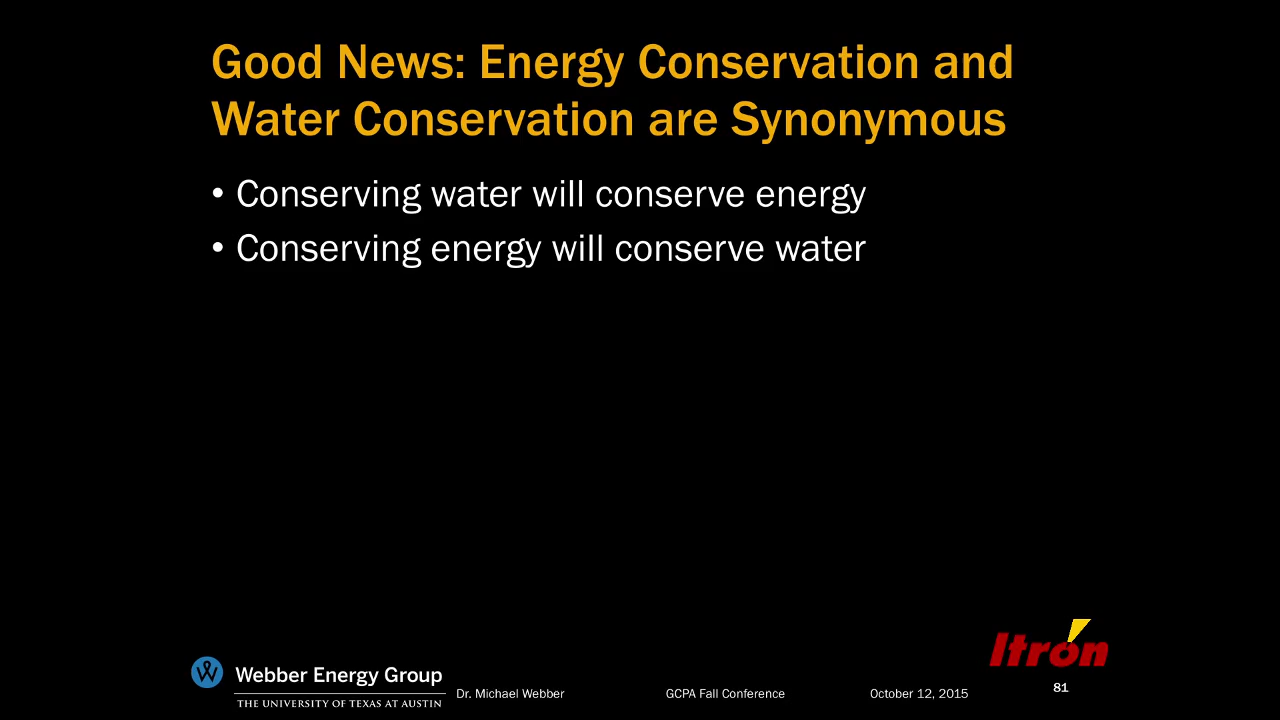 Good News: Energy Conservation and
Water Conservation are Synonymous
• Conserving water will conserve energy
• Conserving energy will conserve water
Itron
W Webber Energy Group
THE UNIVERSITY OF TEXAS AT AUSTIN
Dr. Michael Webber
GCPA Fall Conference
October 12, 2015
81